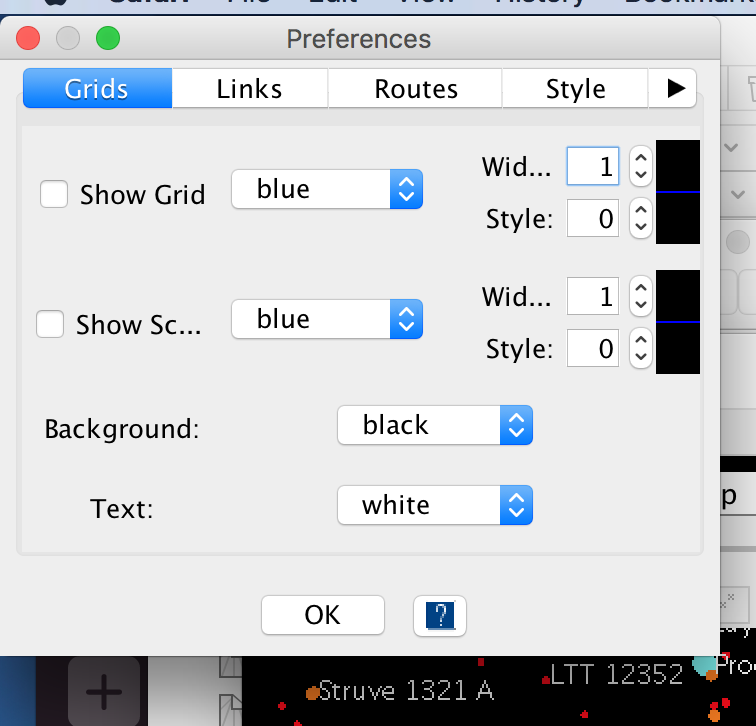 Preferences
Grids Links Routes Style
Wid... 1
Show Grid blue
Style: 0
Wid... 1
Show Sc... blue
Style: 0
Background: black
Text: white
OK ?
p
Struve 1321 A
LTT 12352
Pro